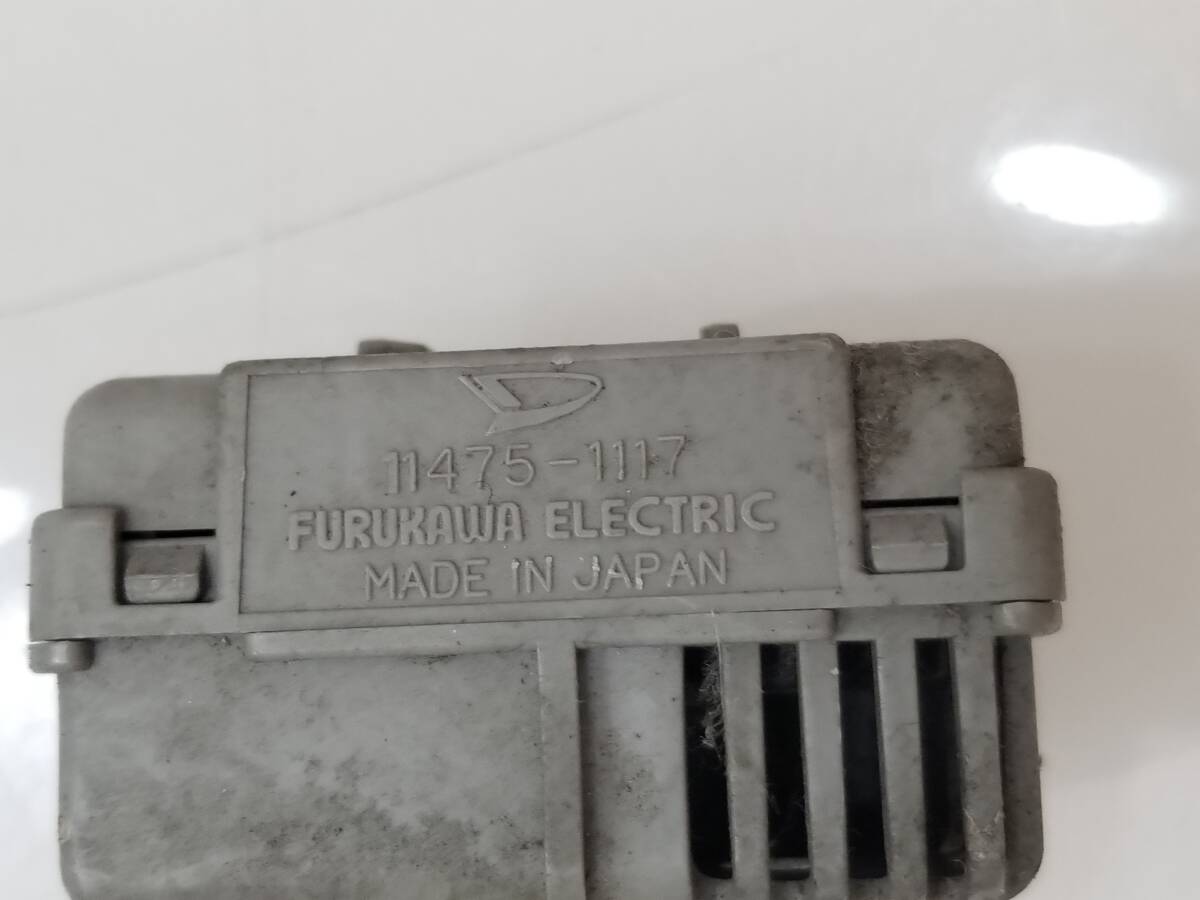 11475-1117
FURUKAWA ELECTRIC
MADE IN JAPAN